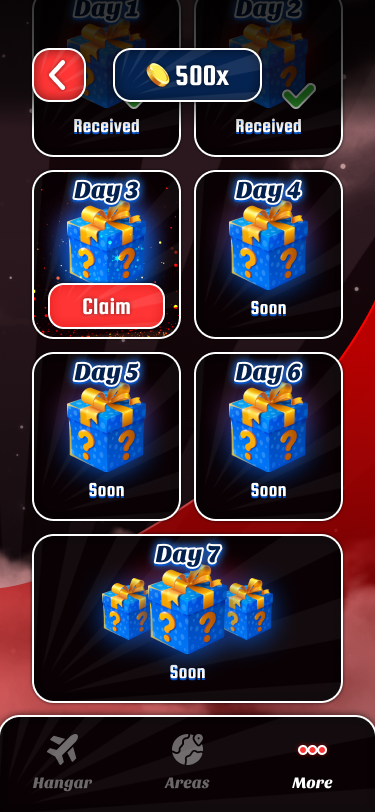 Day 1
Day 2
500x
Received
Received
Day 3
Day 4
? ?
? ?
Claim
Soon
Day 5
Day 6
? ?
? ?
Soon
Soon
Day 7
? ? ? ? ? ?
Soon
Hangar
Areas
More